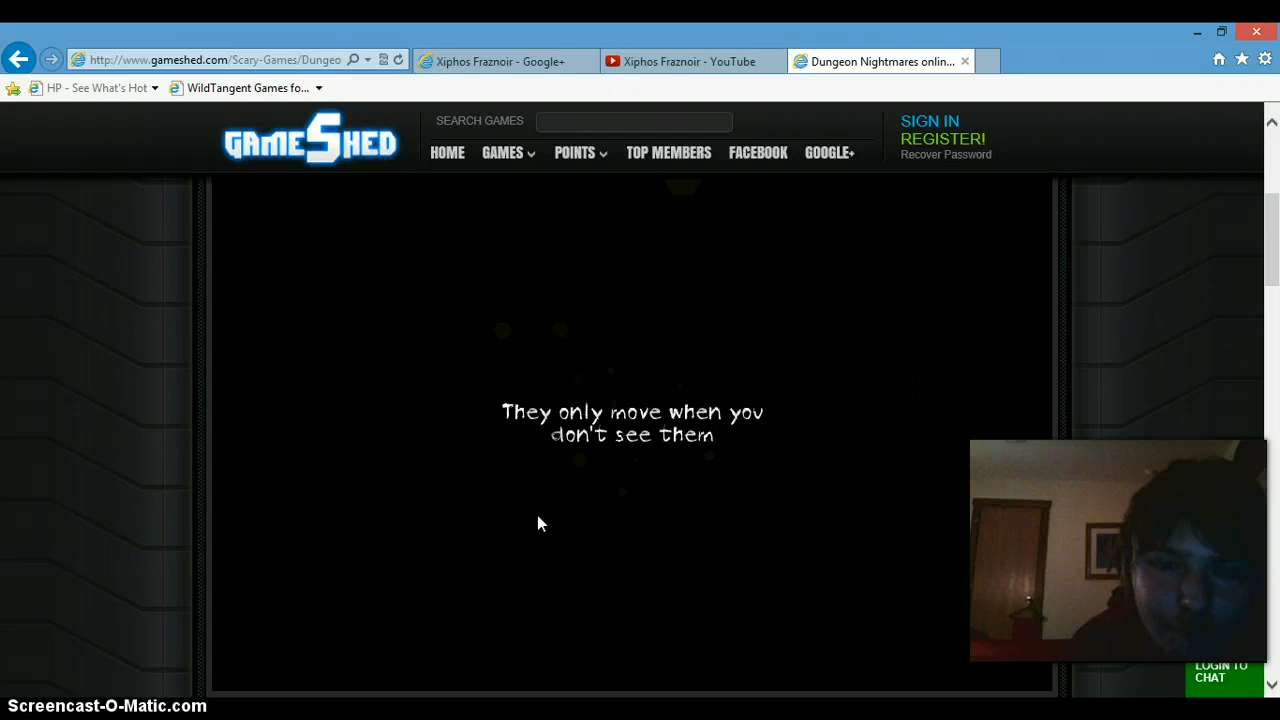 http://www.gameshed.com/Scary-Games/Dungeo
Xiphos Fraznoir - Google+
Xiphos Fraznoir - YouTube
Dungeon Nightmares onlin...
HP - See What's Hot
WildTangent Games fo...
GAMESHED
SEARCH GAMES
SIGN IN
REGISTER!
Recover Password
HOME
GAMES
POINTS
TOP MEMBERS
FACEBOOK
GOOGLE+
They only move when you
don't see them
LOGIN TO
CHAT
Screencast-O-Matic.com